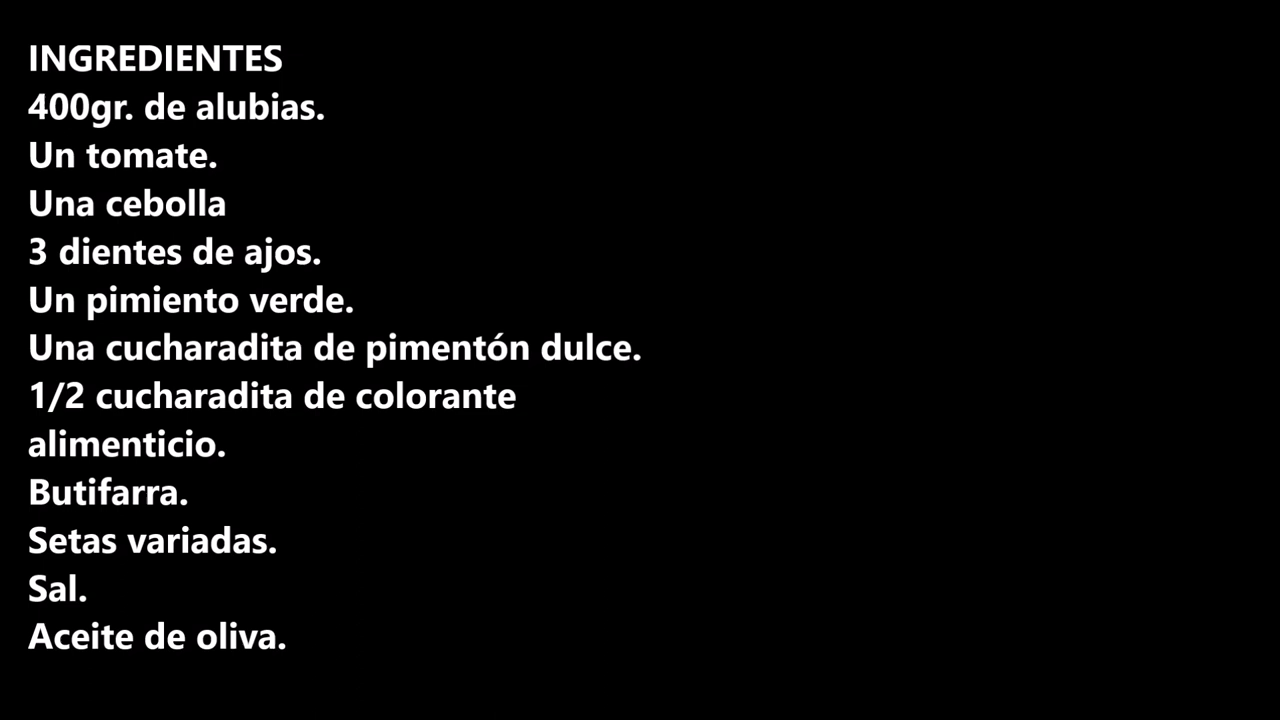 INGREDIENTES
400gr. de alubias.
Un tomate.
Una cebolla
3 dientes de ajos.
Un pimiento verde.
Una cucharadita de pimentón dulce.
1/2 cucharadita de colorante
alimenticio.
Butifarra.
Setas variadas.
Sal.
Aceite de oliva.